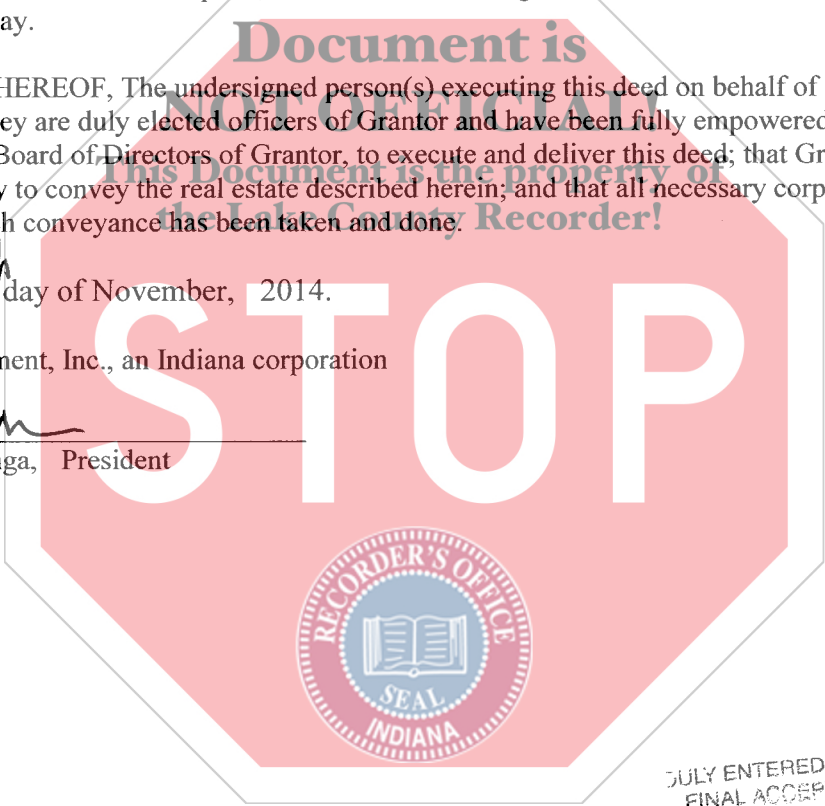 ay.
Document is
HEREOF, The undersigned person(s) executing this deed on behalf of
NOT OFFICIAL!
ey are duly elected officers of Grantor and have been fully empowered
Board of Directors of Grantor, to execute and deliver this deed; that Gr
This Document is the property of
y to convey the real estate described herein; and that all necessary corp
the Lake County Recorder!
h conveyance has been taken and done.
day of November, 2014.
STOP
ment, Inc., an Indiana corporation
nga, President
RECORDER'S OFFICE
SEAL
INDIANA
DULY ENTERED
FINAL ACCEP